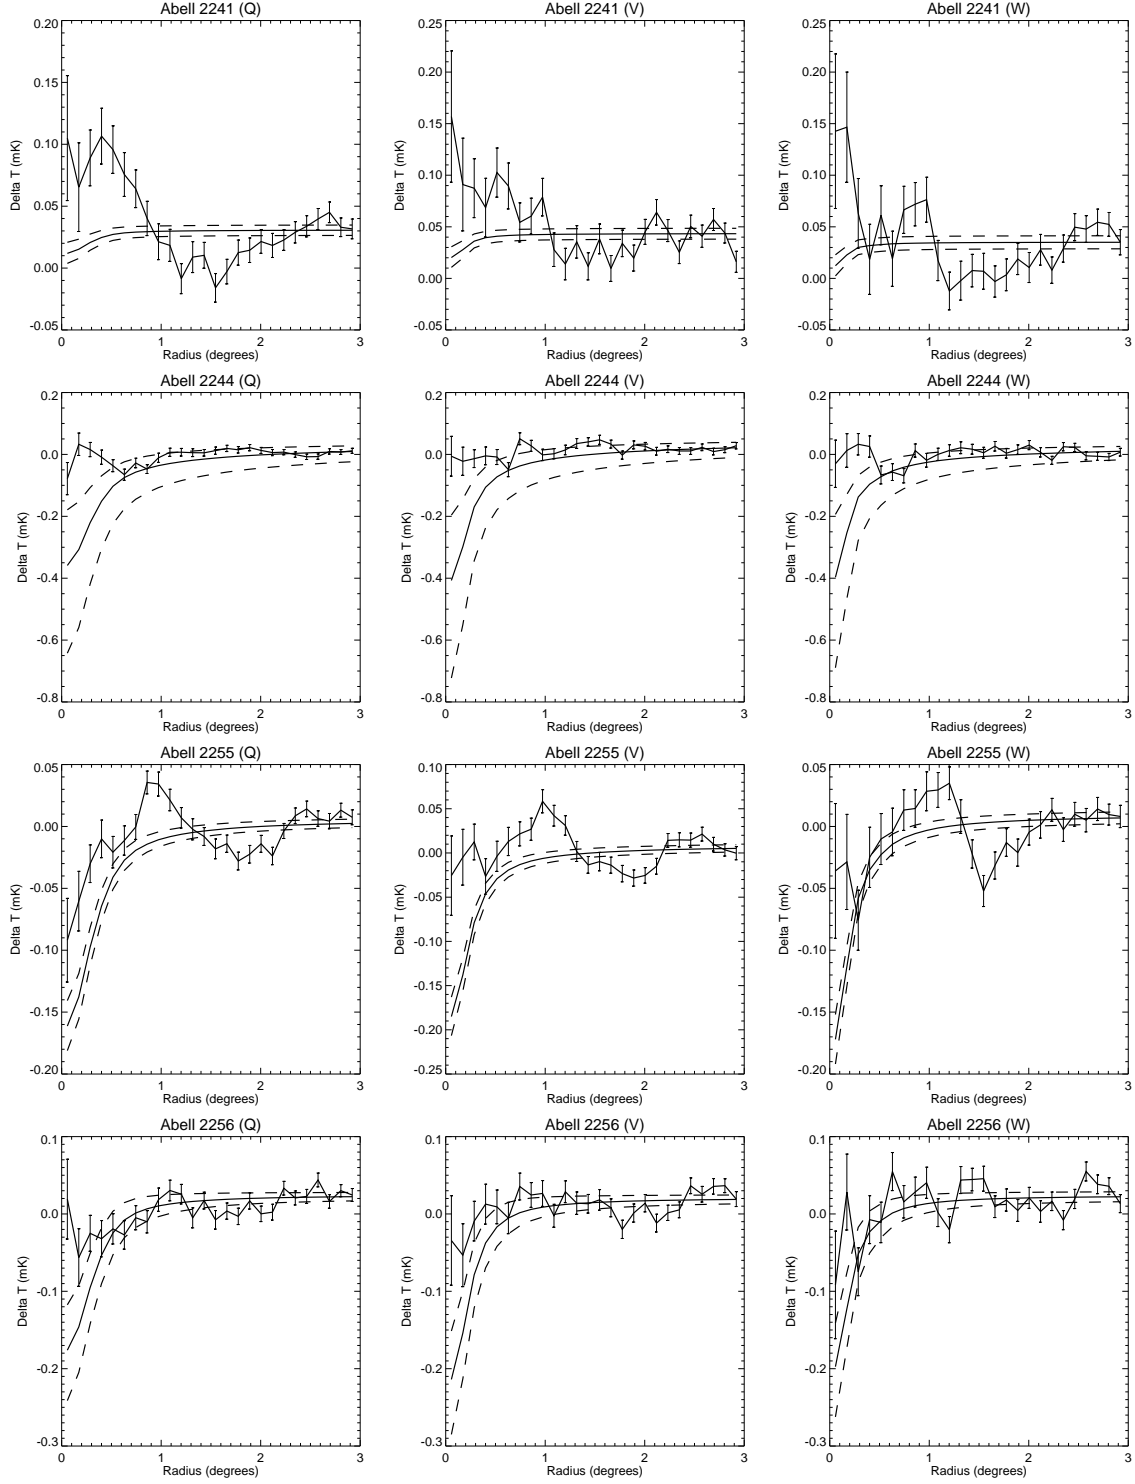 Abell 2241 (Q)
Abell 2241 (V)
Abell 2241 (W)
0.20
0.15
0.10
0.05
0.00
-0.05
Delta T (mK)
0 1 2 3
Radius (degrees)
0.25
0.20
0.15
0.10
0.05
0.00
-0.05
Delta T (mK)
0 1 2 3
Radius (degrees)
0.25
0.20
0.15
0.10
0.05
0.00
-0.05
Delta T (mK)
0 1 2 3
Radius (degrees)
Abell 2244 (Q)
Abell 2244 (V)
Abell 2244 (W)
0.2
0.0
-0.2
-0.4
-0.6
-0.8
Delta T (mK)
0 1 2 3
Radius (degrees)
0.2
0.0
-0.2
-0.4
-0.6
-0.8
Delta T (mK)
0 1 2 3
Radius (degrees)
0.2
0.0
-0.2
-0.4
-0.6
-0.8
Delta T (mK)
0 1 2 3
Radius (degrees)
Abell 2255 (Q)
Abell 2255 (V)
Abell 2255 (W)
0.05
0.00
-0.05
-0.10
-0.15
-0.20
Delta T (mK)
0 1 2 3
Radius (degrees)
0.10
0.05
0.00
-0.05
-0.10
-0.15
-0.20
-0.25
Delta T (mK)
0 1 2 3
Radius (degrees)
0.05
0.00
-0.05
-0.10
-0.15
-0.20
Delta T (mK)
0 1 2 3
Radius (degrees)
Abell 2256 (Q)
Abell 2256 (V)
Abell 2256 (W)
0.1
0.0
-0.1
-0.2
-0.3
Delta T (mK)
0 1 2 3
Radius (degrees)
0.1
0.0
-0.1
-0.2
-0.3
Delta T (mK)
0 1 2 3
Radius (degrees)
0.1
0.0
-0.1
-0.2
-0.3
Delta T (mK)
0 1 2 3
Radius (degrees)